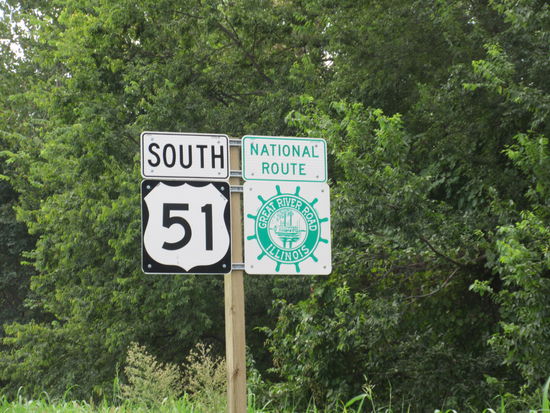 SOUTH
51
NATIONAL
ROUTE
GREAT RIVER ROAD
ILLINOIS